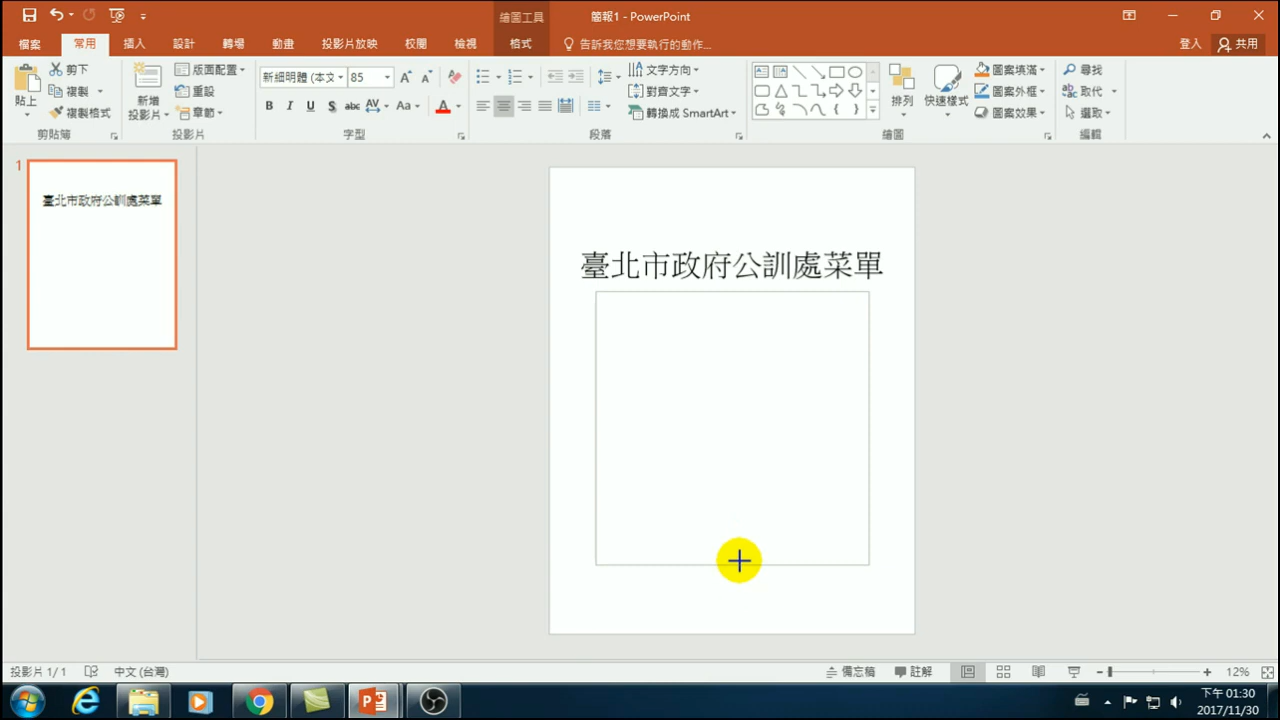 繪圖工具
簡報1 - PowerPoint
檔案 常用 插入 設計 轉場 動畫 投影片放映 校閱 檢視 格式 告訴我您想要執行的動作... 登入 共用
貼上
剪下
複製
複製格式
剪貼簿
新增
投影片
版面配置
重設
章節
投影片
新細明體 (本文 85
B I U S abc AV Aa A
字型
文字方向
對齊文字
轉換成 SmartArt
段落
排列
快速樣式
圖案填滿
圖案外框
圖案效果
繪圖
尋找
取代
選取
編輯
1
臺北市政府公訓處菜單
臺北市政府公訓處菜單
投影片 1/1 中文 (台灣) 備忘稿 註解 12%
下午 01:30
2017/11/30